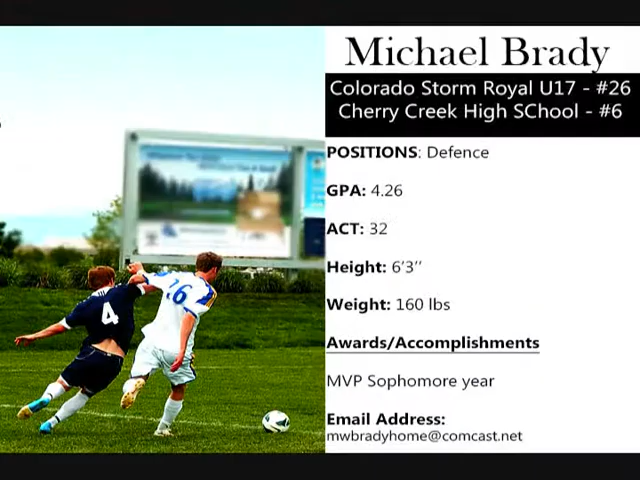 Michael Brady
Colorado Storm Royal U17 - #26
Cherry Creek High SChool - #6
POSITIONS: Defence
GPA: 4.26
ACT: 32
Height: 6'3''
Weight: 160 lbs
Awards/Accomplishments
MVP Sophomore year
Email Address:
mwbradyhome@comcast.net
4
26